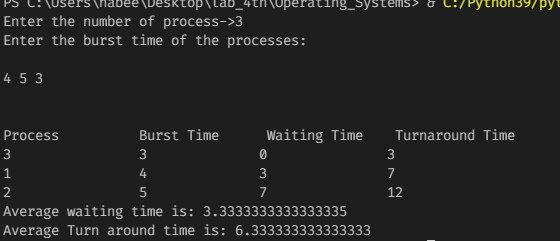 PS C:\Users\habee\Desktop\lab_4th\Operating_Systems> & C:/Python39/pyt
Enter the number of process->3
Enter the burst time of the processes:
4 5 3
Process Burst Time Waiting Time Turnaround Time
3 3 0 3
1 4 3 7
2 5 7 12
Average waiting time is: 3.3333333333333335
Average Turn around time is: 6.333333333333333